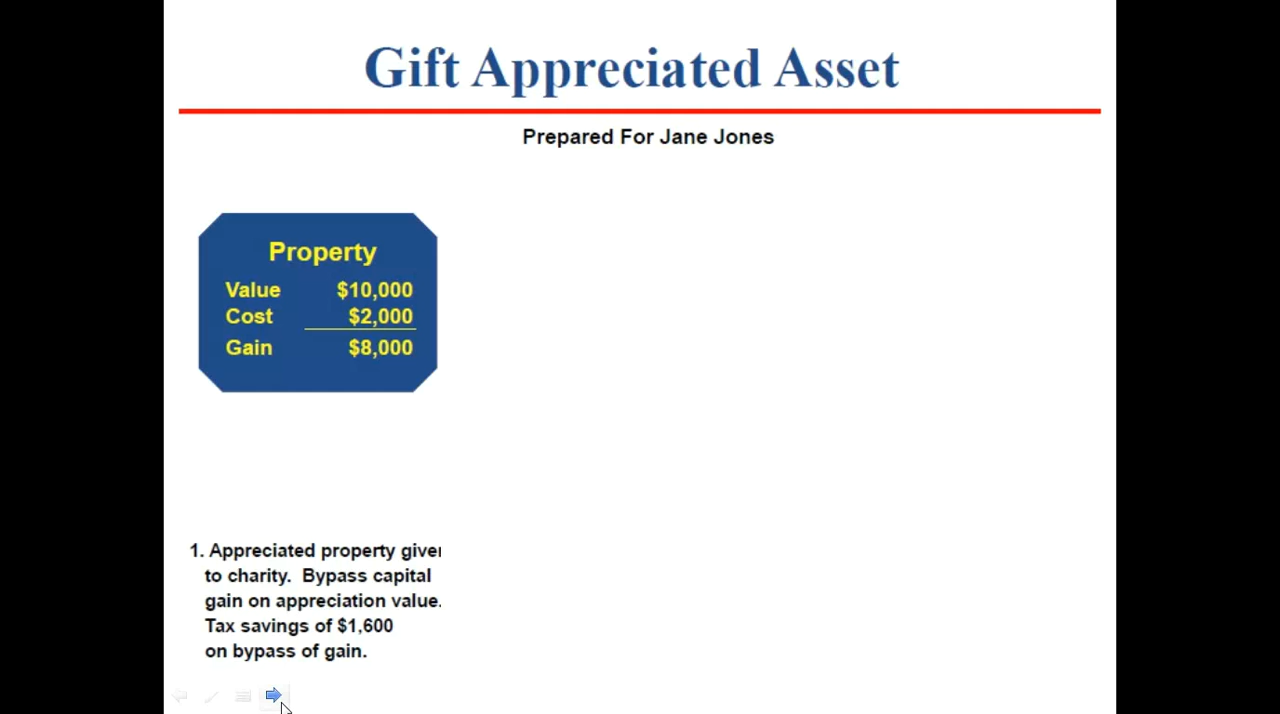 Gift Appreciated Asset
Prepared For Jane Jones
Property
Value $10,000
Cost $2,000
Gain $8,000
1. Appreciated property given
to charity. Bypass capital
gain on appreciation value.
Tax savings of $1,600
on bypass of gain.